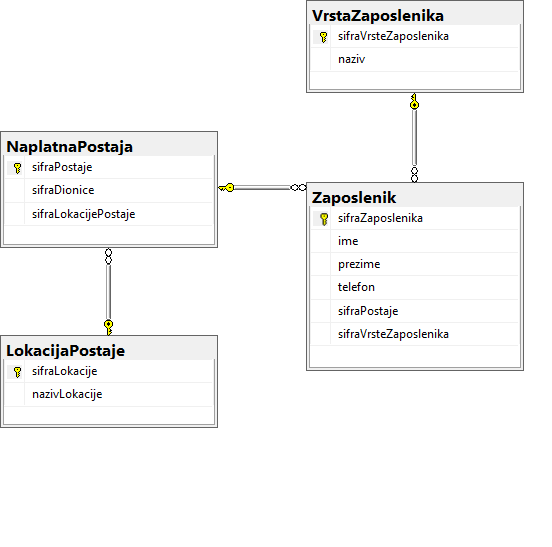 VrstaZaposlenika
sifraVrsteZaposlenika
naziv
NaplatnaPostaja
sifraPostaje
sifraDionice
sifraLokacijePostaje
Zaposlenik
sifraZaposlenika
ime
prezime
telefon
sifraPostaje
sifraVrsteZaposlenika
LokacijaPostaje
sifraLokacije
nazivLokacije